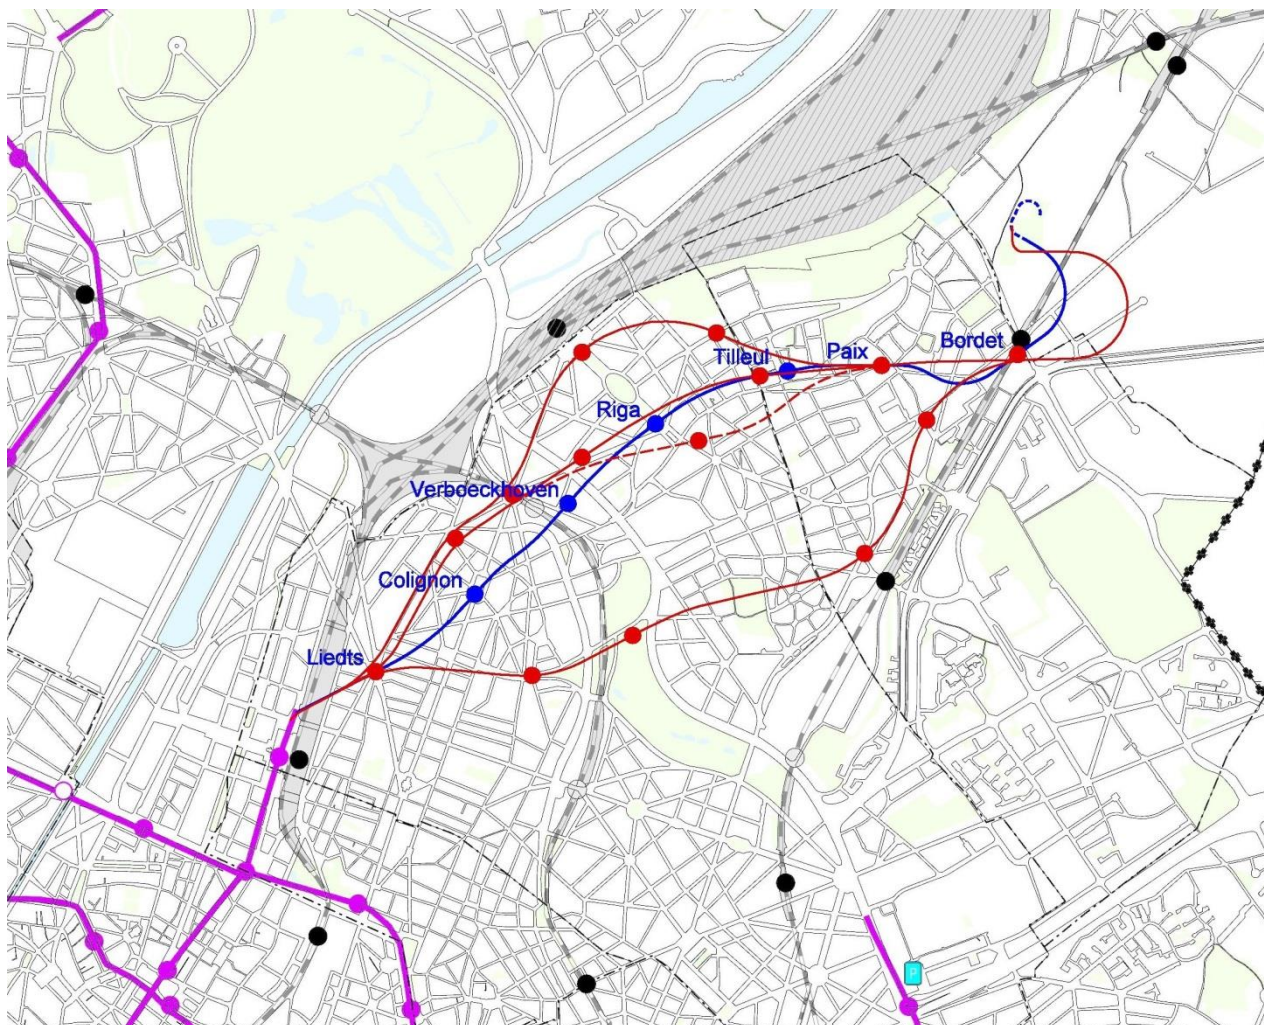 Bordet
Paix
Tilleul
Riga
Verboeckhoven
Colignon
Liedts
P